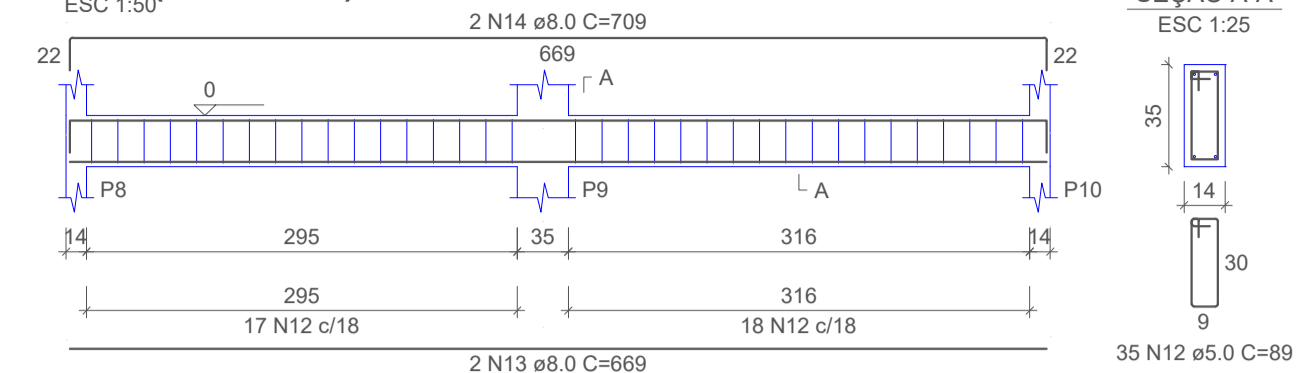 ESC 1:50
2 N14 ø8.0 C=709
ESC 1:25
22
669
22
A
0
35
P8
P9
A
P10
14
14
295
35
316
14
30
295
316
17 N12 c/18
18 N12 c/18
9
35 N12 ø5.0 C=89
2 N13 ø8.0 C=669